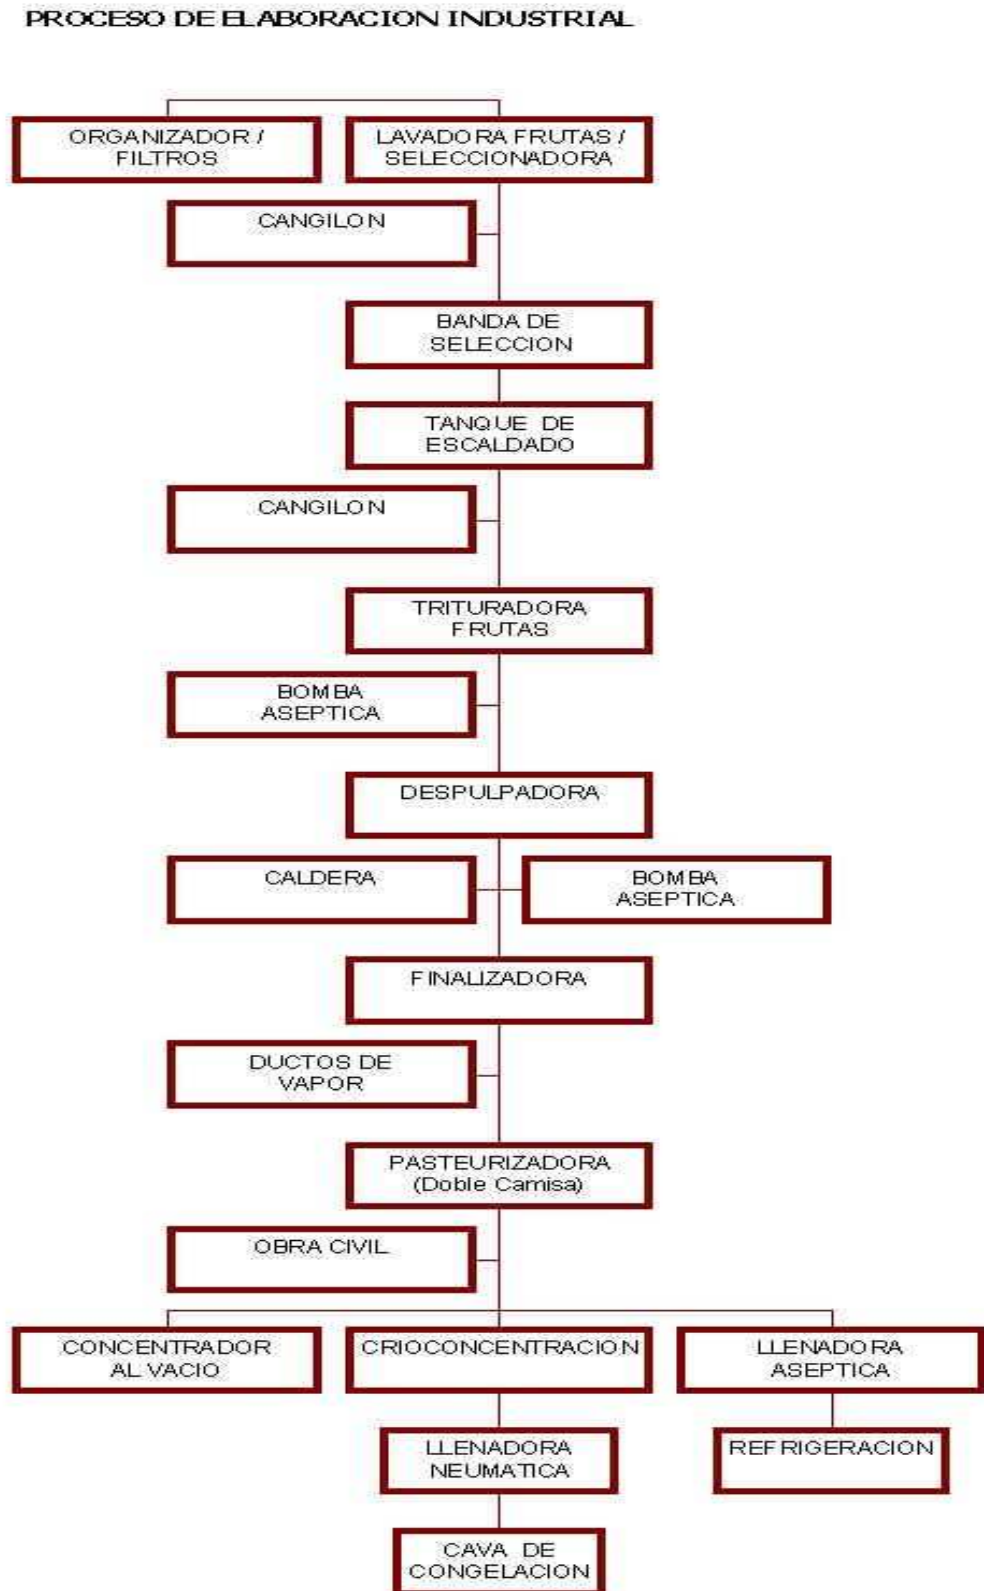 PROCESO DE ELABORACION INDUSTRIAL
ORGANIZADOR /
FILTROS
LAVADORA FRUTAS /
SELECCIONADORA
CANGILON
BANDA DE
SELECCION
TANQUE DE
ESCALDADO
CANGILON
TRITURADORA
FRUTAS
BOMBA
ASEPTICA
DESPULPADORA
CALDERA
BOMBA
ASEPTICA
FINALIZADORA
DUCTOS DE
VAPOR
PASTEURIZADORA
(Doble Camisa)
OBRA CIVIL
CONCENTRADOR
AL VACIO
CRIOCONCENTRACION
LLENADORA
ASEPTICA
LLENADORA
NEUMATICA
REFRIGERACION
CAVA DE
CONGELACION